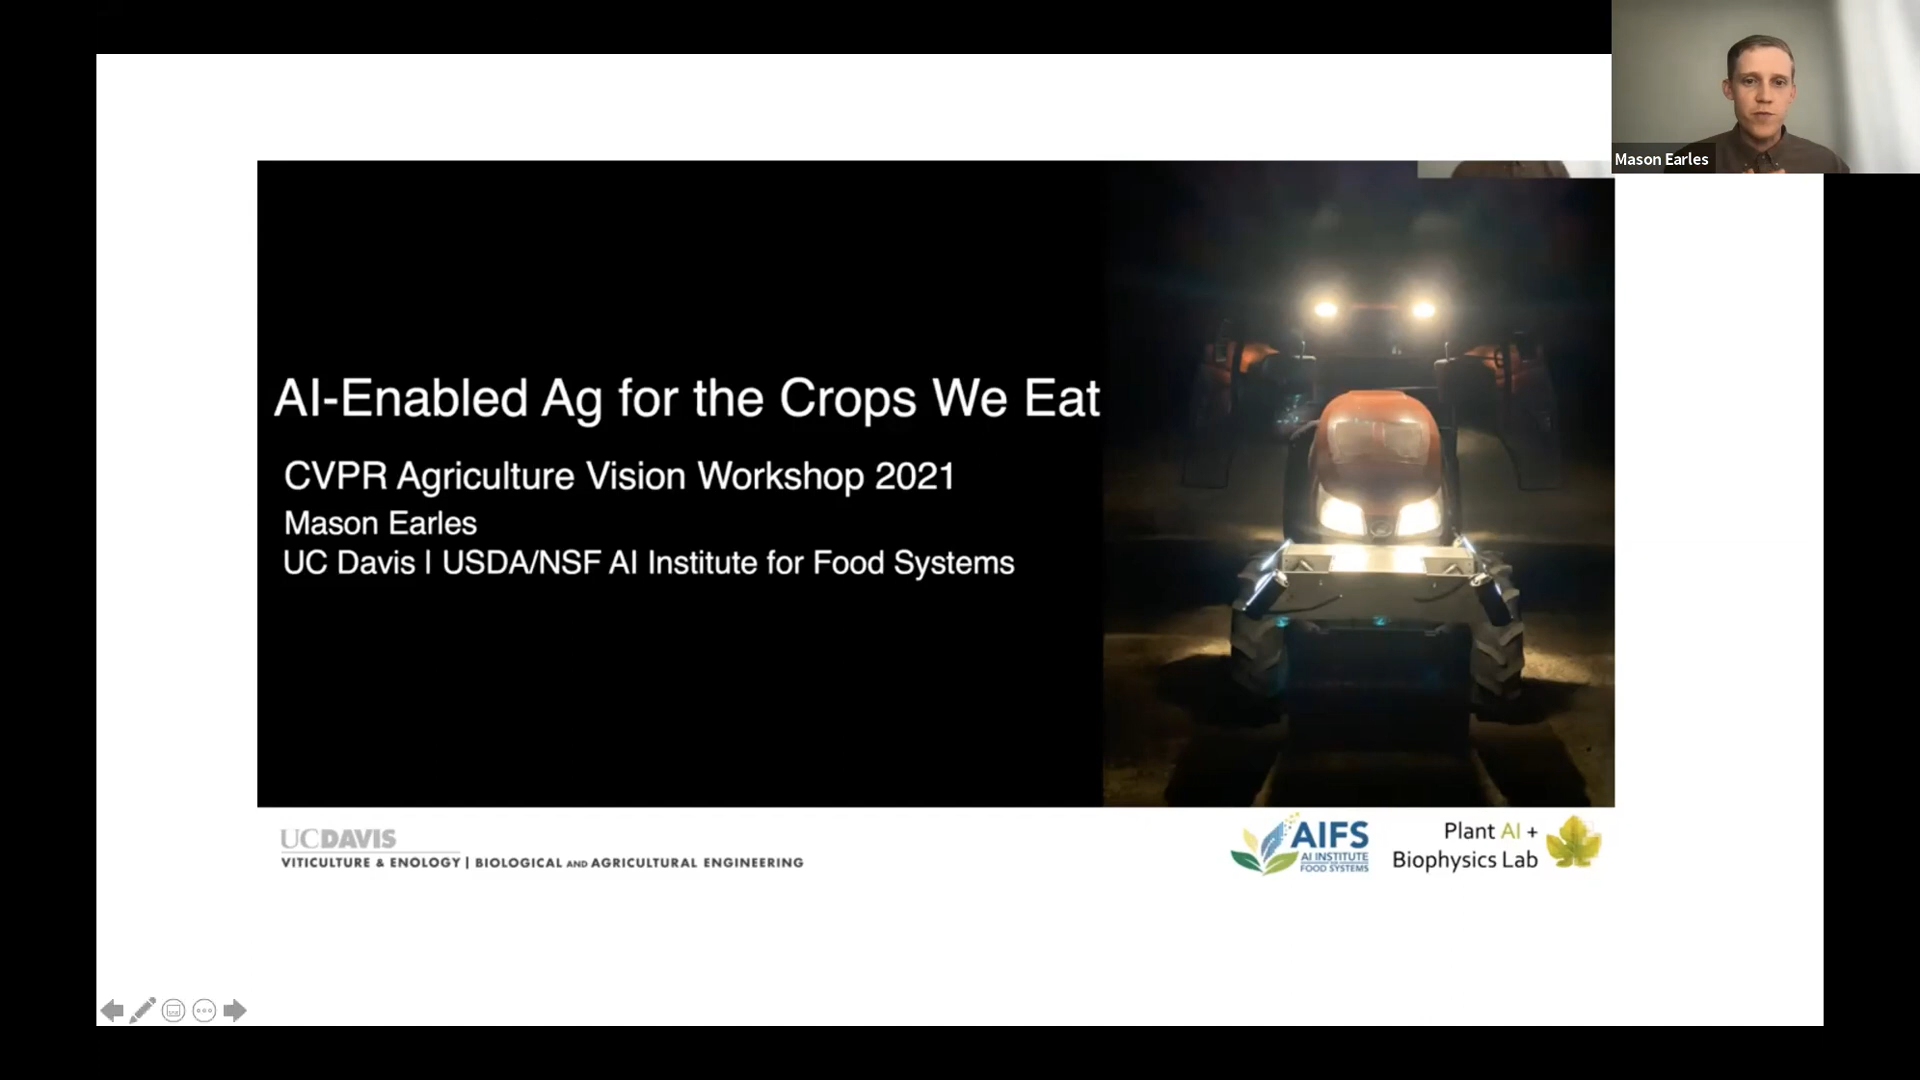 Mason Earles
AI-Enabled Ag for the Crops We Eat
CVPR Agriculture Vision Workshop 2021
Mason Earles
UC Davis | USDA/NSF AI Institute for Food Systems
UCDAVIS
VITICULTURE & ENOLOGY | BIOLOGICAL AND AGRICULTURAL ENGINEERING
AIFS
AI INSTITUTE
FOOD SYSTEMS
Plant AI +
Biophysics Lab